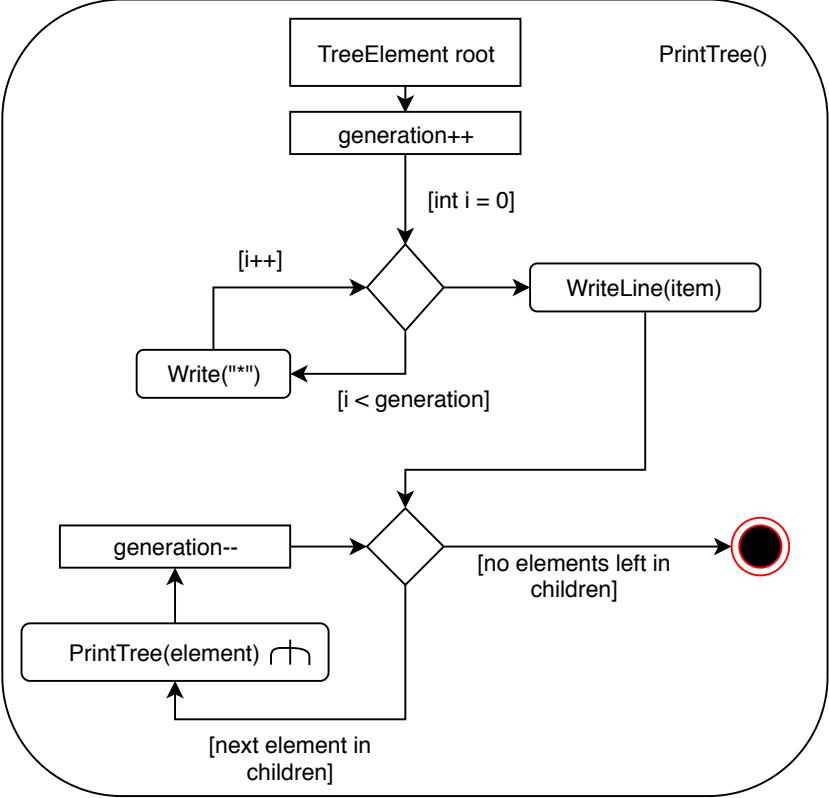 TreeElement root
PrintTree()
generation++
[int i = 0]
[i++]
WriteLine(item)
Write("*")
[i < generation]
generation--
[no elements left in
children]
PrintTree(element)
[next element in
children]